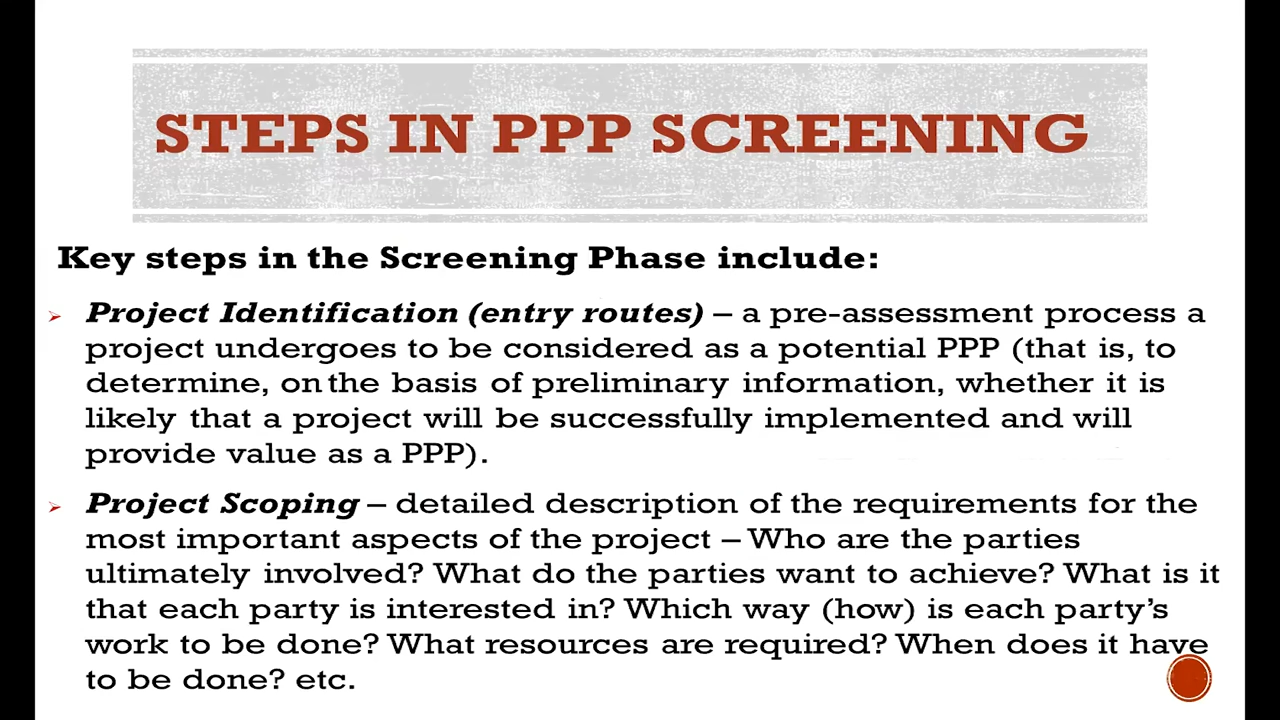 STEPS IN PPP SCREENING
Key steps in the Screening Phase include:
Project Identification (entry routes) – a pre-assessment process a
project undergoes to be considered as a potential PPP (that is, to
determine, on the basis of preliminary information, whether it is
likely that a project will be successfully implemented and will
provide value as a PPP).
Project Scoping – detailed description of the requirements for the
most important aspects of the project – Who are the parties
ultimately involved? What do the parties want to achieve? What is it
that each party is interested in? Which way (how) is each party's
work to be done? What resources are required? When does it have
to be done? etc.